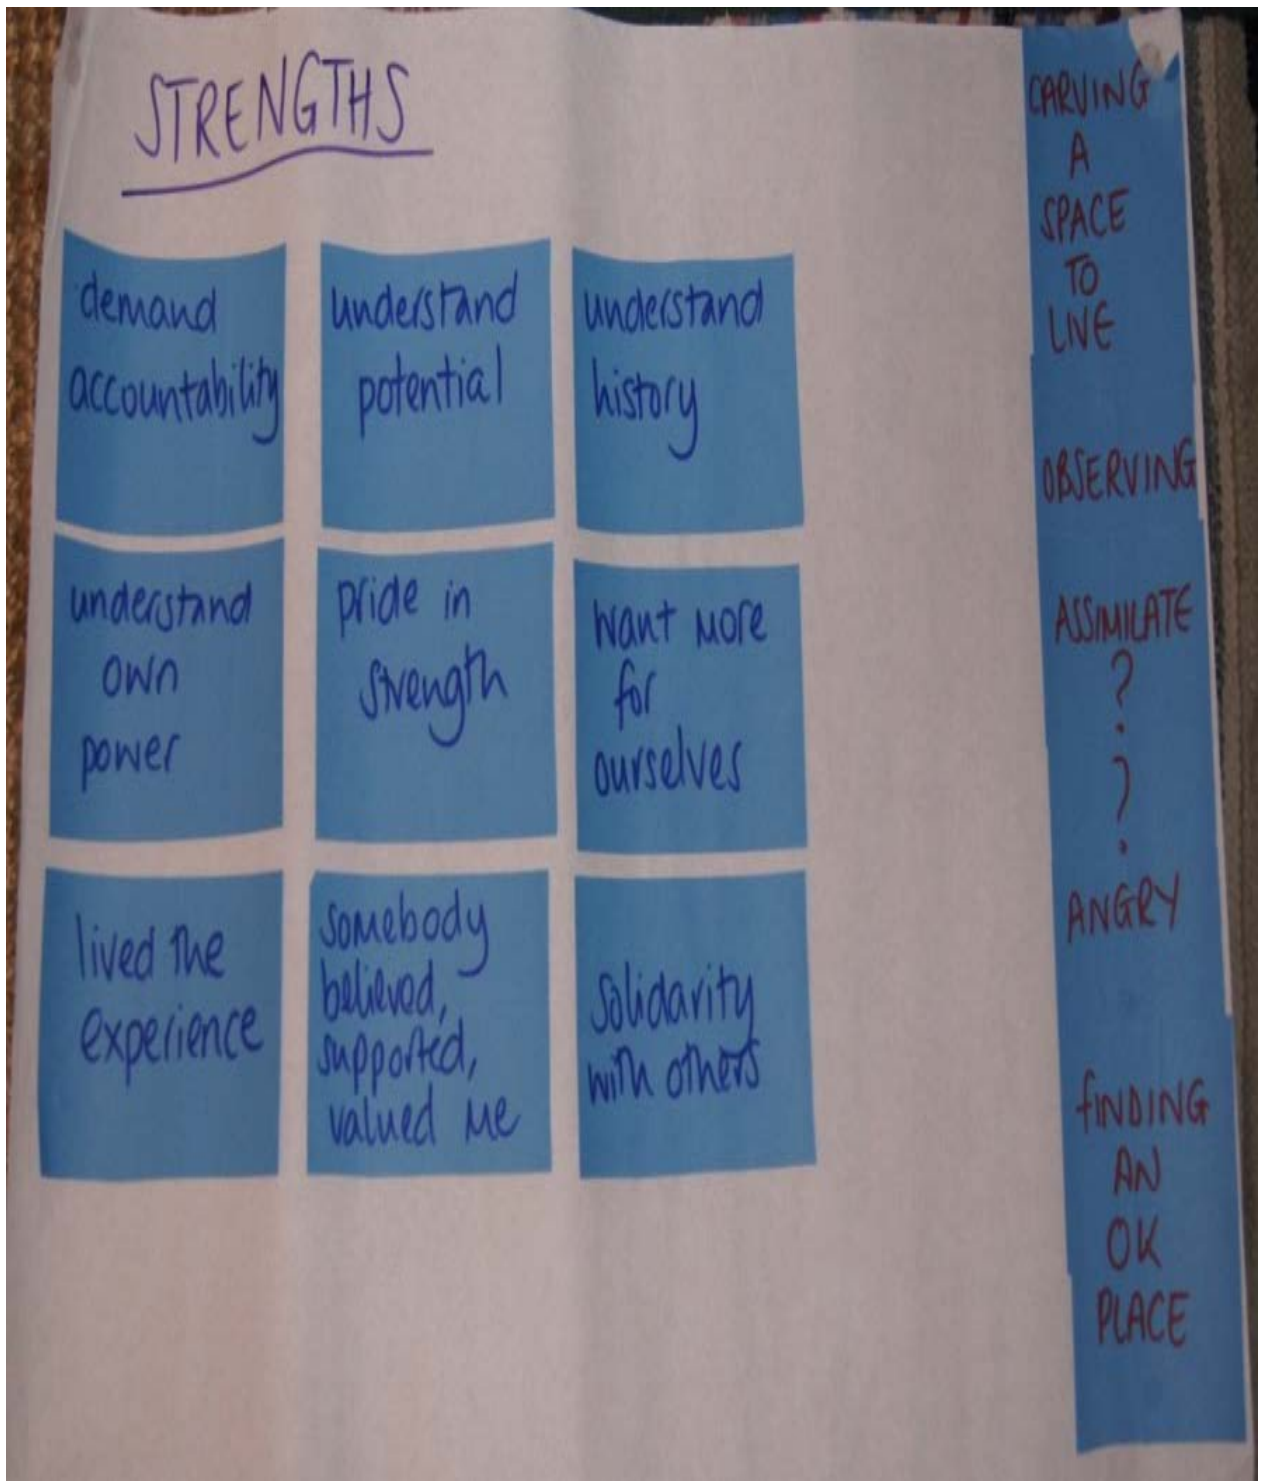 STRENGTHS
demand
accountability
understand
potential
understand
history
understand
own
power
pride in
strength
want more
for
ourselves
lived the
experience
somebody
believed,
supported,
valued me
solidarity
with others
CARVING
A
SPACE
TO
LIVE
OBSERVING
ASSIMILATE
?
?
ANGRY
FINDING
AN
OK
PLACE